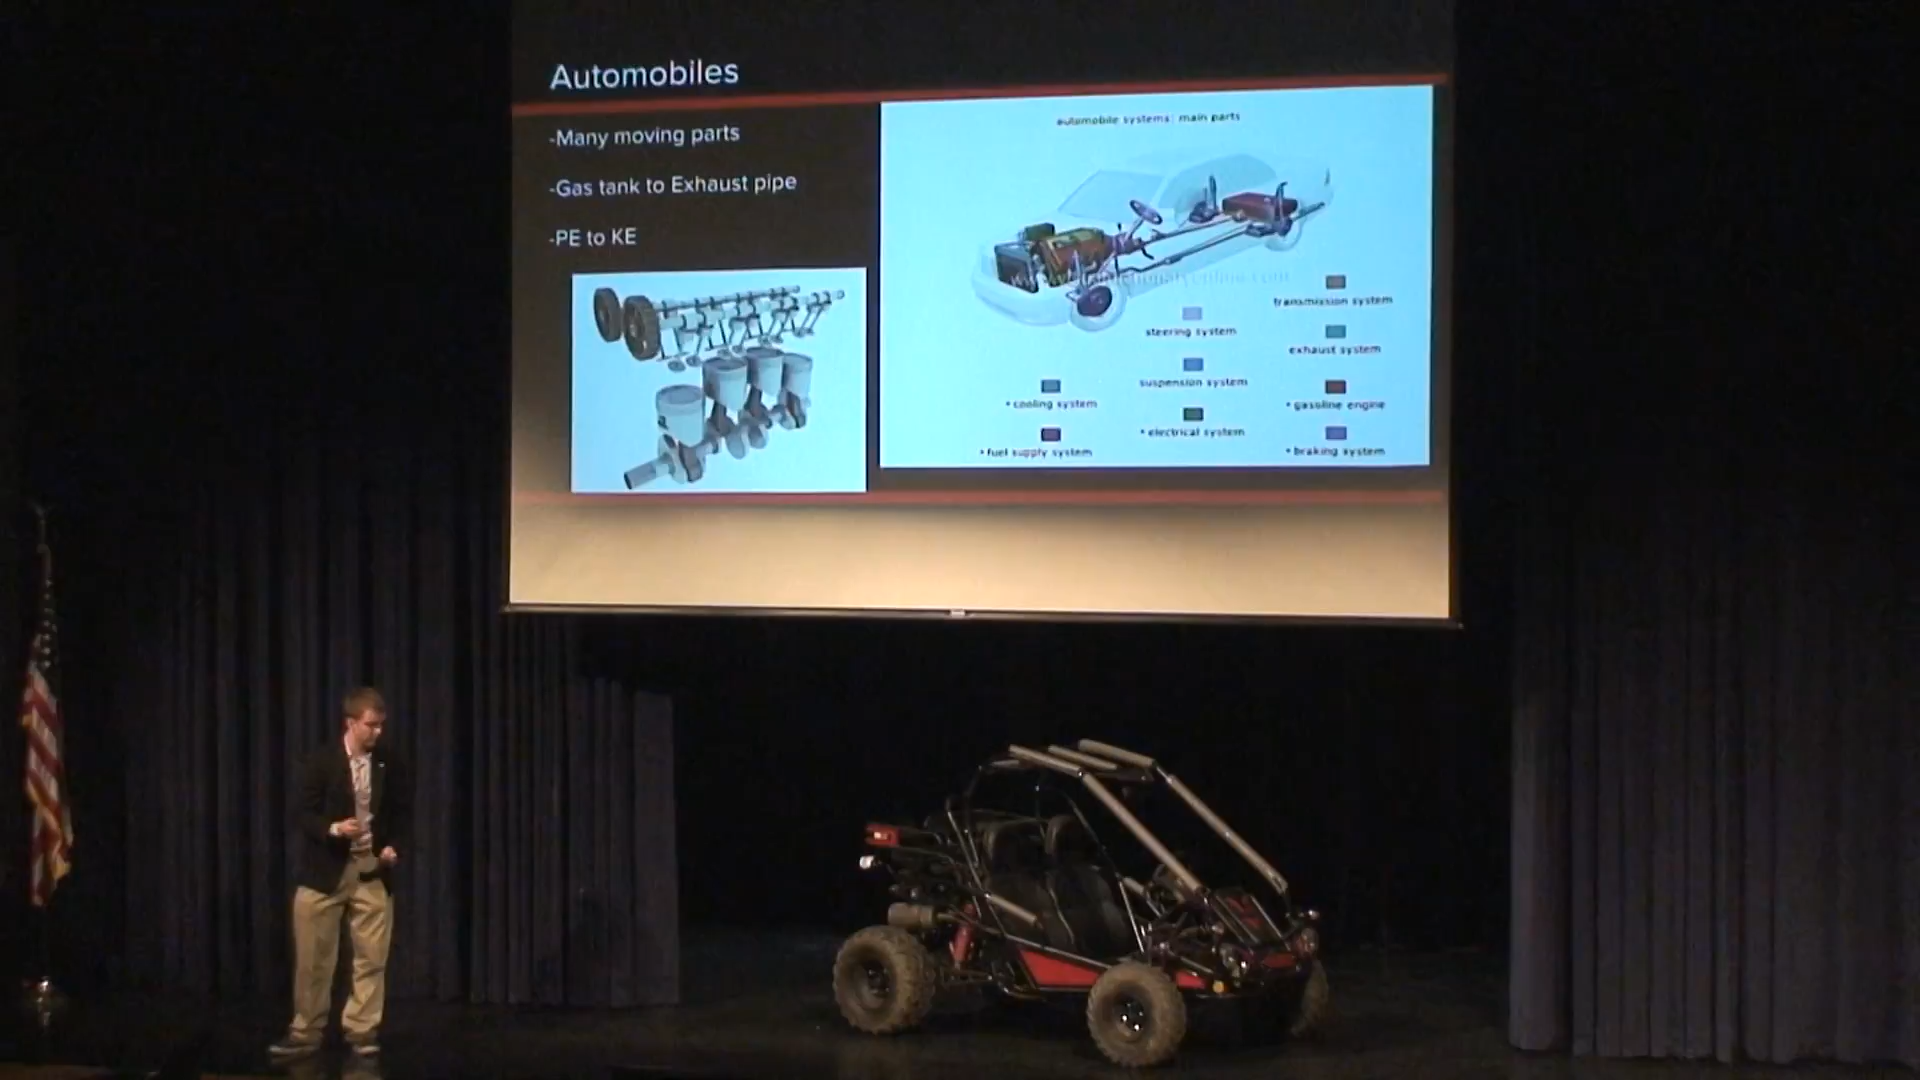 Automobiles
-Many moving parts
-Gas tank to Exhaust pipe
-PE to KE
automobile systems: main parts
transmission system
steering system
exhaust system
suspension system
• cooling system
• gasoline engine
• electrical system
• fuel supply system
• braking system